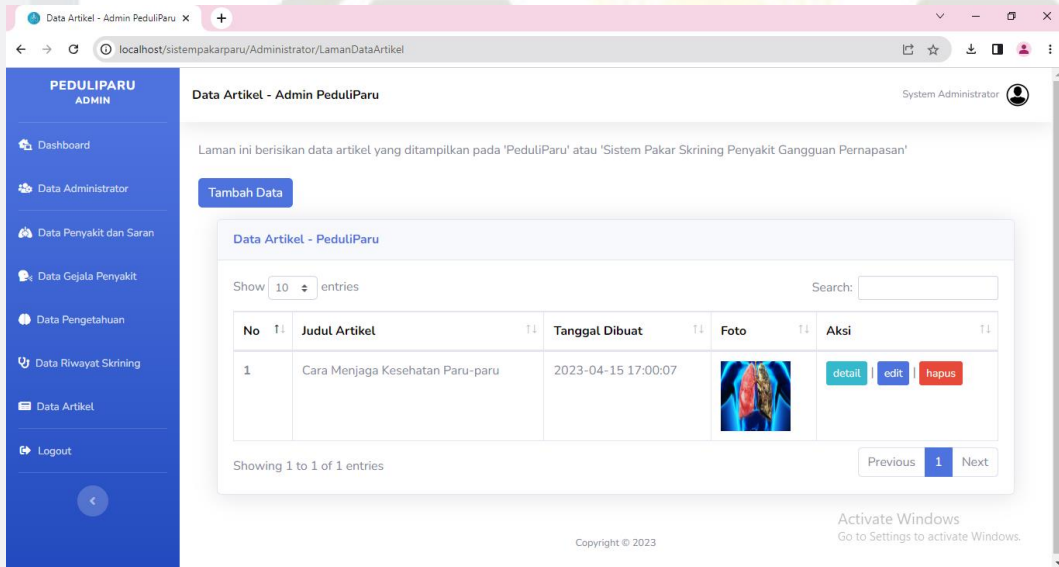 Data Artikel - Admin PeduliParu
localhost/sistempakarparu/Administrator/LamanDataArtikel
PEDULIPARU
ADMIN
Data Artikel - Admin PeduliParu
System Administrator
Dashboard
Data Administrator
Data Penyakit dan Saran
Data Gejala Penyakit
Data Pengetahuan
Data Riwayat Skrining
Data Artikel
Logout
Laman ini berisikan data artikel yang ditampilkan pada 'PeduliParu' atau 'Sistem Pakar Skrining Penyakit Gangguan Pernapasan'
Tambah Data
Data Artikel - PeduliParu
Show 10 entries
Search:
No Judul Artikel Tanggal Dibuat Foto Aksi
1 Cara Menjaga Kesehatan Paru-paru 2023-04-15 17:00:07 detail | edit | hapus
Showing 1 to 1 of 1 entries
Previous 1 Next
Copyright © 2023
Activate Windows
Go to Settings to activate Windows.